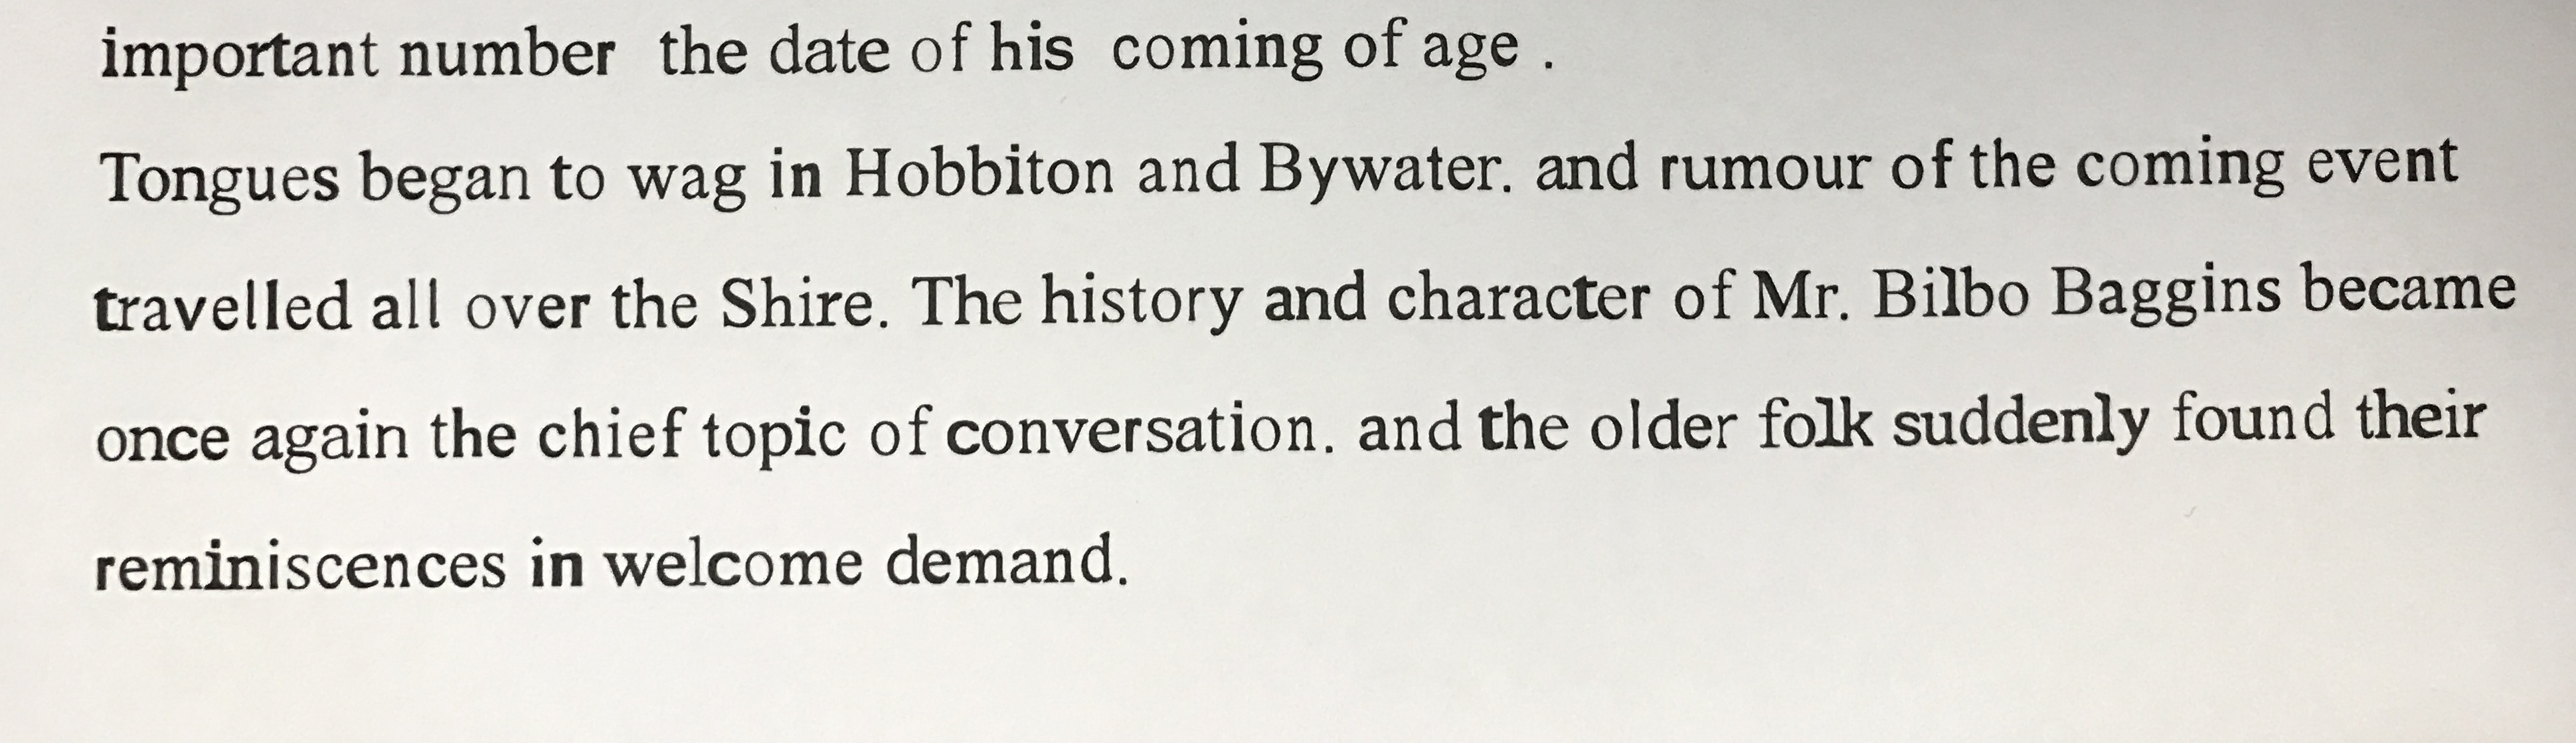 important number the date of his coming of age .
Tongues began to wag in Hobbiton and Bywater. and rumour of the coming event
travelled all over the Shire. The history and character of Mr. Bilbo Baggins became
once again the chief topic of conversation. and the older folk suddenly found their
reminiscences in welcome demand.